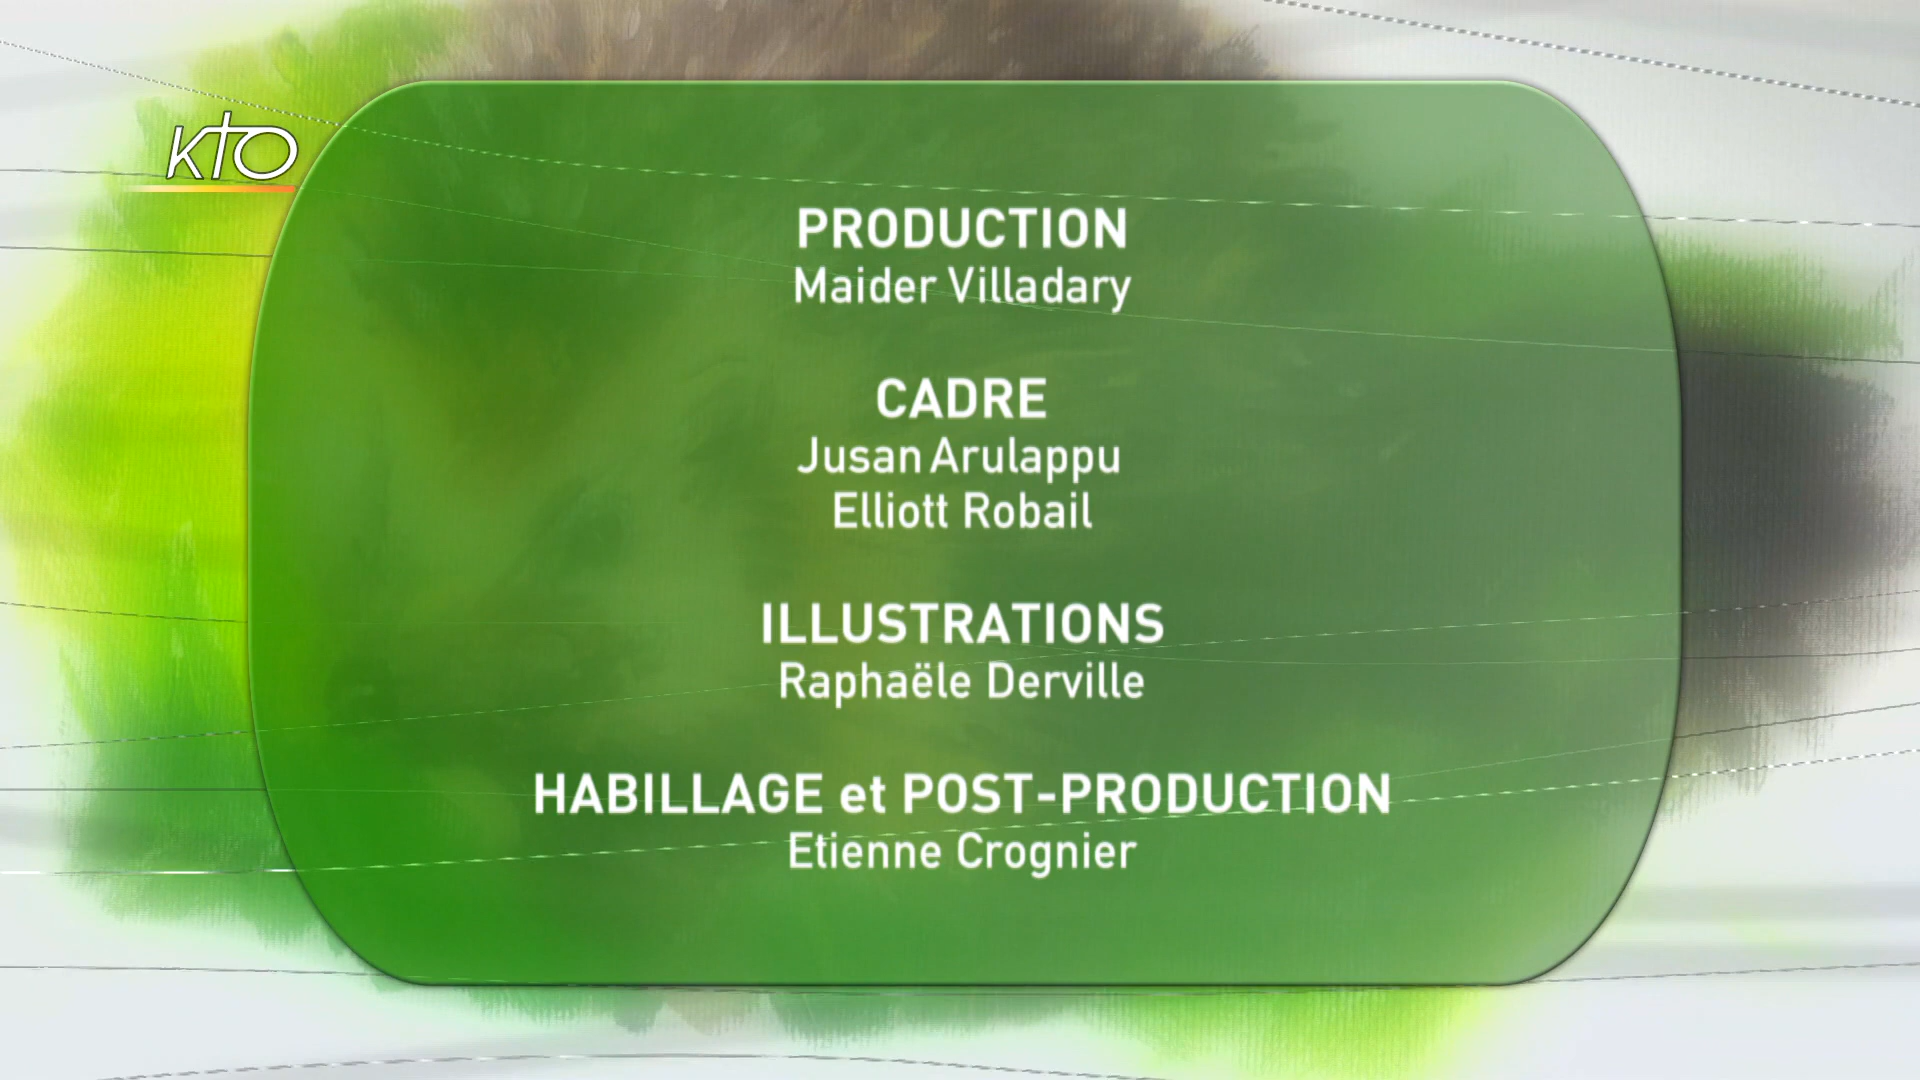 KTO
PRODUCTION
Maider Villadary
CADRE
Jusan Arulappu
Elliott Robail
ILLUSTRATIONS
Raphaële Derville
HABILLAGE et POST-PRODUCTION
Etienne Crognier